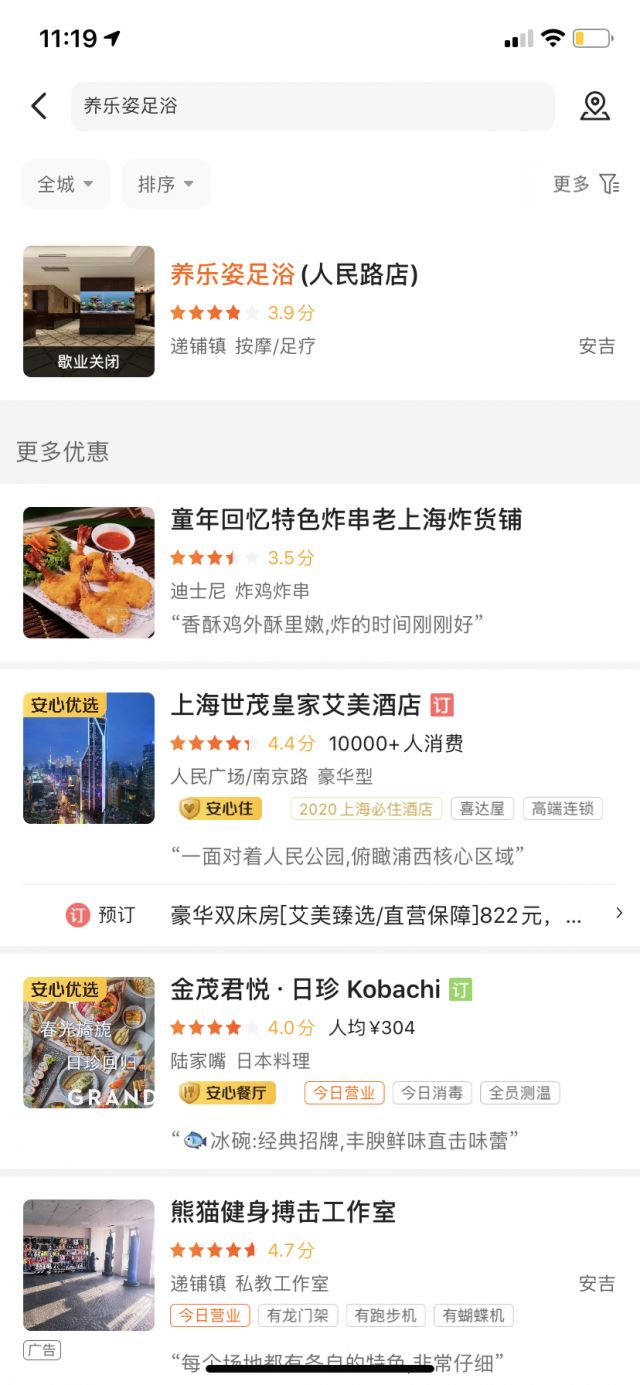 11:19
养乐姿足浴
全城 排序 更多
养乐姿足浴(人民路店)
3.9分
递铺镇 按摩/足疗 安吉
歇业关闭
更多优惠
童年回忆特色炸串老上海炸货铺
3.5分
迪士尼 炸鸡炸串
“香酥鸡外酥里嫩,炸的时间刚刚好”
安心优选
上海世茂皇家艾美酒店 订
4.4分 10000+人消费
人民广场/南京路 豪华型
安心住 2020上海必住酒店 喜达屋 高端连锁
“一面对着人民公园,俯瞰浦西核心区域”
订 预订 豪华双床房[艾美臻选/直营保障]822元，...
安心优选
春光旖旎
日珍回归
GRAND
金茂君悦 · 日珍 Kobachi 订
4.0分 人均¥304
陆家嘴 日本料理
安心餐厅 今日营业 今日消毒 全员测温
“🐟冰碗:经典招牌,丰腴鲜味直击味蕾”
熊猫健身搏击工作室
4.7分
递铺镇 私教工作室 安吉
今日营业 有龙门架 有跑步机 有蝴蝶机
广告
“每个场地都有各自的特色,非常仔细”